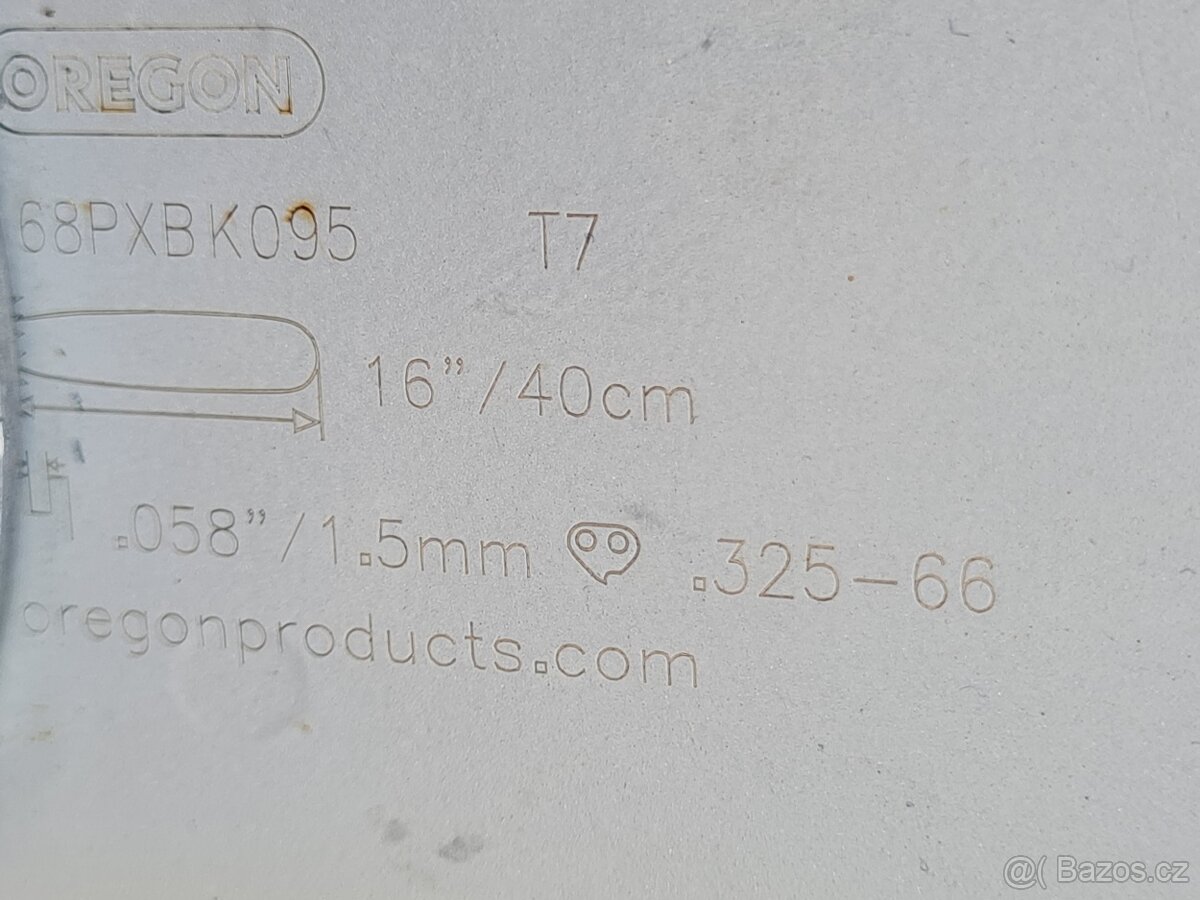 OREGON
68PXBK095 T7
16”/40cm
.058”/1.5mm .325-66
oregonproducts.com
@( Bazos.cz